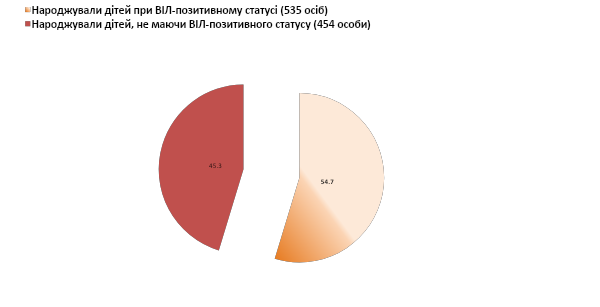 Народжували дітей при ВІЛ-позитивному статусі (535 осіб)
Народжували дітей, не маючи ВІЛ-позитивного статусу (454 особи)
45.3
54.7